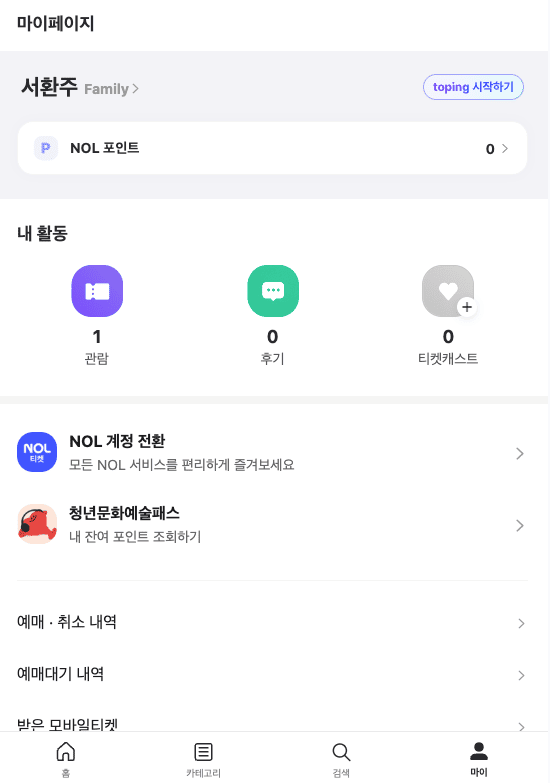 마이페이지
서환주 Family
toping 시작하기
P NOL 포인트 0
내 활동
1 0 0
관람 후기 티켓캐스트
NOL 티켓
NOL 계정 전환
모든 NOL 서비스를 편리하게 즐겨보세요
청년문화예술패스
내 잔여 포인트 조회하기
예매 · 취소 내역
예매대기 내역
받은 모바일티켓
홈 카테고리 검색 마이